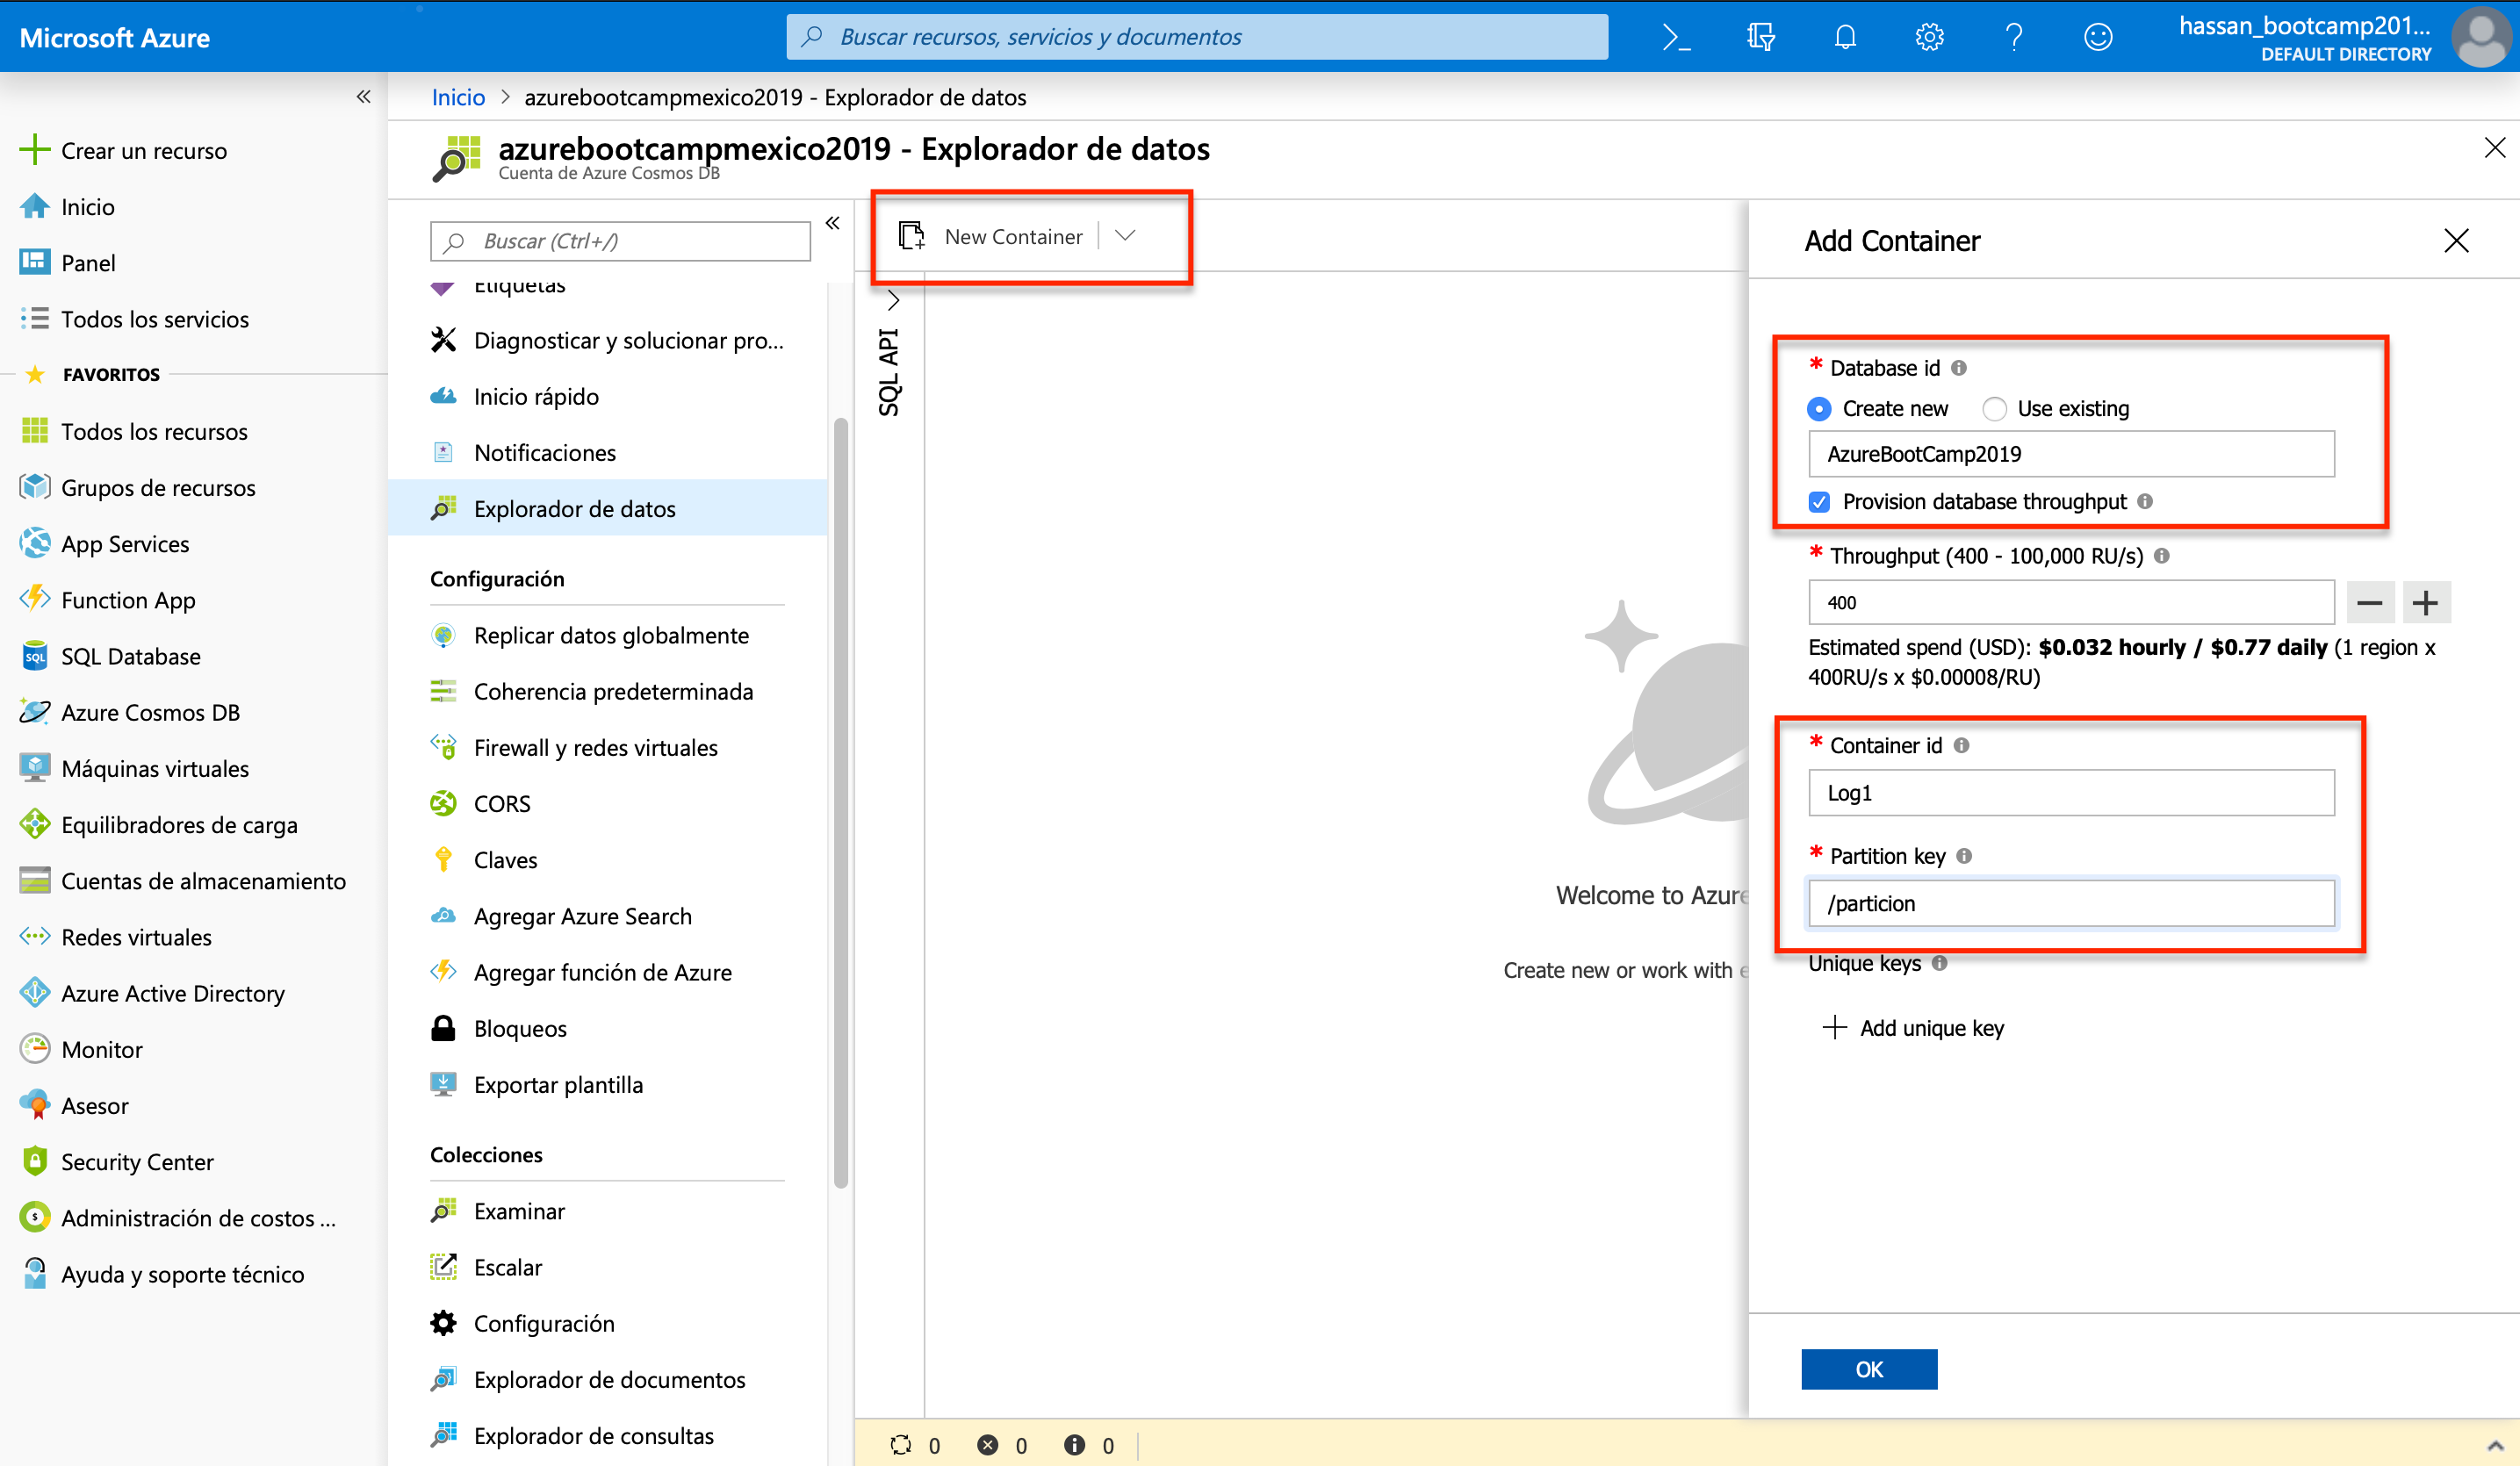 Microsoft Azure
Buscar recursos, servicios y documentos
hassan_bootcamp201...
DEFAULT DIRECTORY
Inicio > azurebootcampmexico2019 - Explorador de datos
azurebootcampmexico2019 - Explorador de datos
Cuenta de Azure Cosmos DB
Crear un recurso
Inicio
Panel
Todos los servicios
FAVORITOS
Todos los recursos
Grupos de recursos
App Services
Function App
SQL Database
Azure Cosmos DB
Máquinas virtuales
Equilibradores de carga
Cuentas de almacenamiento
Redes virtuales
Azure Active Directory
Monitor
Asesor
Security Center
Administración de costos ...
Ayuda y soporte técnico
Buscar (Ctrl+/)
Etiquetas
Diagnosticar y solucionar pro...
Inicio rápido
Notificaciones
Explorador de datos
Configuración
Replicar datos globalmente
Coherencia predeterminada
Firewall y redes virtuales
CORS
Claves
Agregar Azure Search
Agregar función de Azure
Bloqueos
Exportar plantilla
Colecciones
Examinar
Escalar
Configuración
Explorador de documentos
Explorador de consultas
New Container
SQL API
Welcome to Azure
Create new or work with e
0 0 0
Add Container
* Database id
Create new Use existing
AzureBootCamp2019
Provision database throughput
* Throughput (400 - 100,000 RU/s)
400
Estimated spend (USD): $0.032 hourly / $0.77 daily (1 region x
400RU/s x $0.00008/RU)
* Container id
Log1
* Partition key
/particion
Unique keys
Add unique key
OK